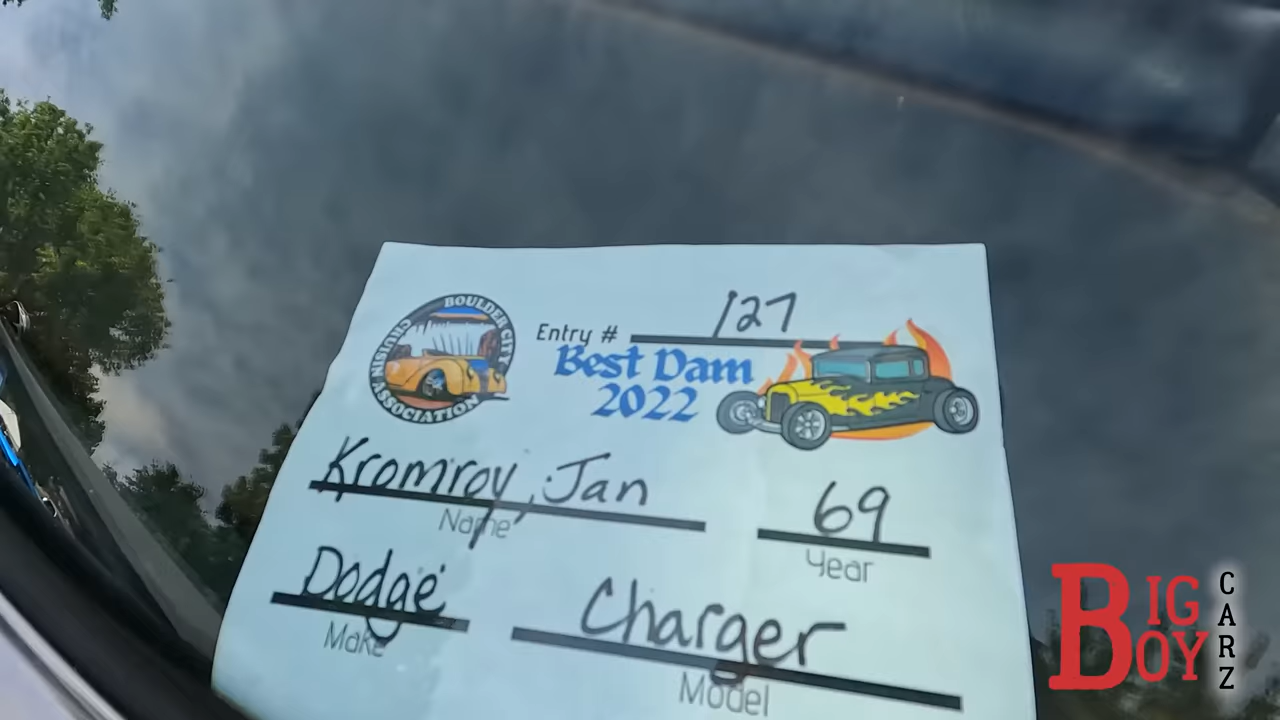 BOULDER CITY
CRUISIN' ASSOCIATION
Entry # 127
Best Dam
2022
Kromroy, Jan
Name
69
Year
Dodge
Make
Charger
Model
BIG BOY
CARZ